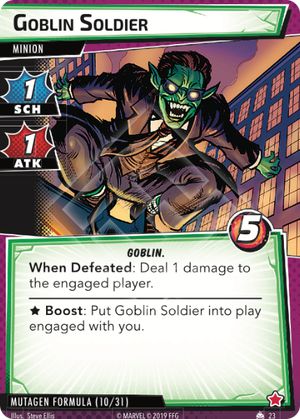 GOBLIN SOLDIER
MINION
1
SCH
1
ATK
5
GOBLIN.
When Defeated: Deal 1 damage to
the engaged player.
★ Boost: Put Goblin Soldier into play
engaged with you.
MUTAGEN FORMULA (10/31)
Illus. Steve Ellis
© MARVEL © 2019 FFG
23